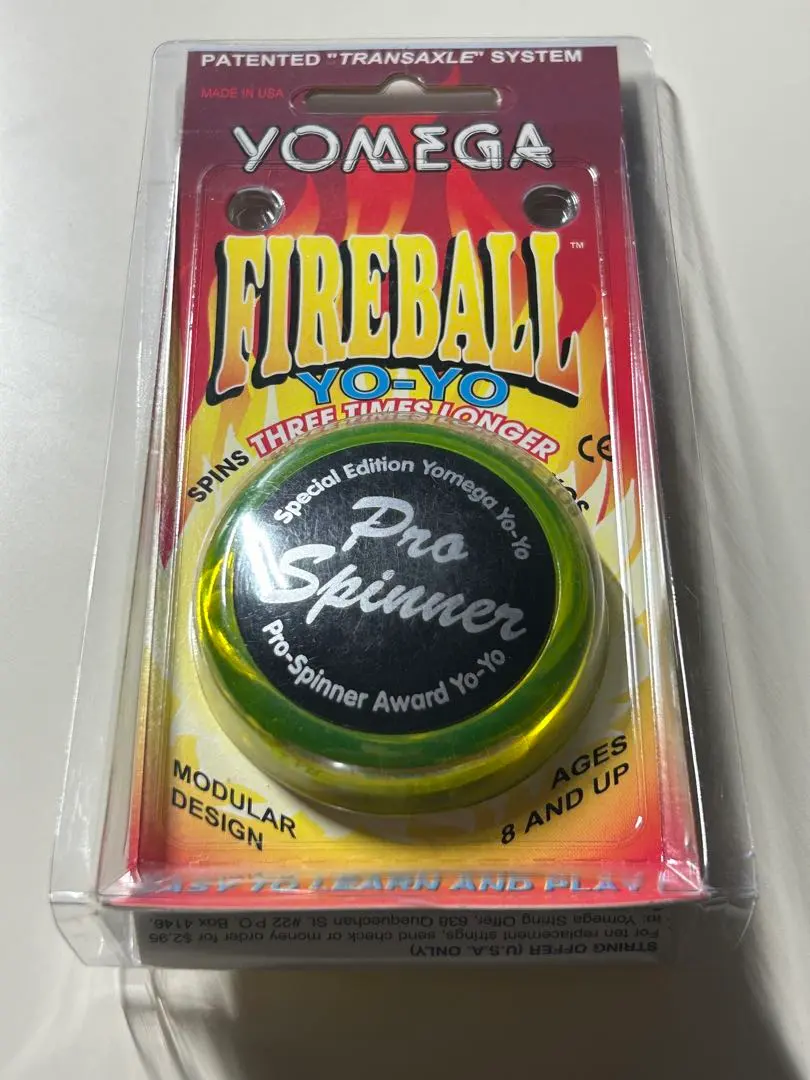 PATENTED "TRANSAXLE" SYSTEM
MADE IN USA
YOMEGA
FIREBALL™
YO-YO
THREE TIMES LONGER
SPINS
CE
Special Edition Yomega Yo-Yo
Pro
Spinner
Pro-Spinner Award Yo-Yo
MODULAR
DESIGN
AGES
8 AND UP
EASY TO LEARN AND PLAY
STRING OFFER (U.S.A. ONLY)
For ten replacement strings, send check or money order for $2.95
to: Yomega String Offer, 638 Quequechan St. #22 P.O. Box 4146,